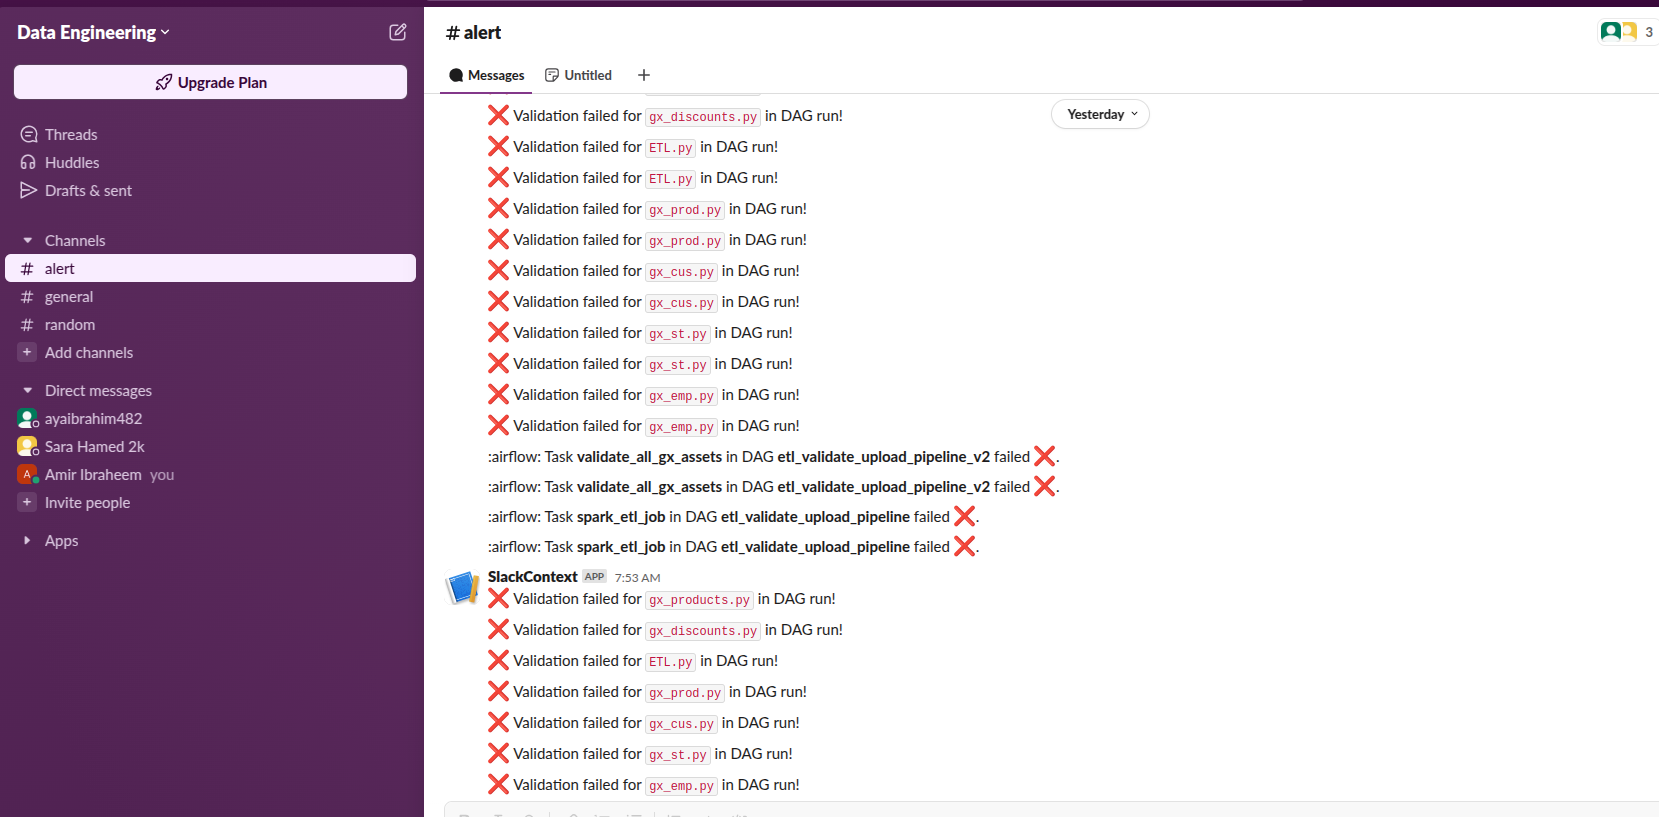 Data Engineering
Upgrade Plan
Threads
Huddles
Drafts & sent
Channels
# alert
# general
# random
+ Add channels
Direct messages
ayaibrahim482
Sara Hamed 2k
A Amir Ibraheem you
+ Invite people
Apps
# alert
3
Messages
Untitled
+
Yesterday
❌ Validation failed for gx_discounts.py in DAG run!
❌ Validation failed for ETL.py in DAG run!
❌ Validation failed for ETL.py in DAG run!
❌ Validation failed for gx_prod.py in DAG run!
❌ Validation failed for gx_prod.py in DAG run!
❌ Validation failed for gx_cus.py in DAG run!
❌ Validation failed for gx_cus.py in DAG run!
❌ Validation failed for gx_st.py in DAG run!
❌ Validation failed for gx_st.py in DAG run!
❌ Validation failed for gx_emp.py in DAG run!
❌ Validation failed for gx_emp.py in DAG run!
:airflow: Task validate_all_gx_assets in DAG etl_validate_upload_pipeline_v2 failed ❌.
:airflow: Task validate_all_gx_assets in DAG etl_validate_upload_pipeline_v2 failed ❌.
:airflow: Task spark_etl_job in DAG etl_validate_upload_pipeline failed ❌.
:airflow: Task spark_etl_job in DAG etl_validate_upload_pipeline failed ❌.
SlackContext APP 7:53 AM
❌ Validation failed for gx_products.py in DAG run!
❌ Validation failed for gx_discounts.py in DAG run!
❌ Validation failed for ETL.py in DAG run!
❌ Validation failed for gx_prod.py in DAG run!
❌ Validation failed for gx_cus.py in DAG run!
❌ Validation failed for gx_st.py in DAG run!
❌ Validation failed for gx_emp.py in DAG run!